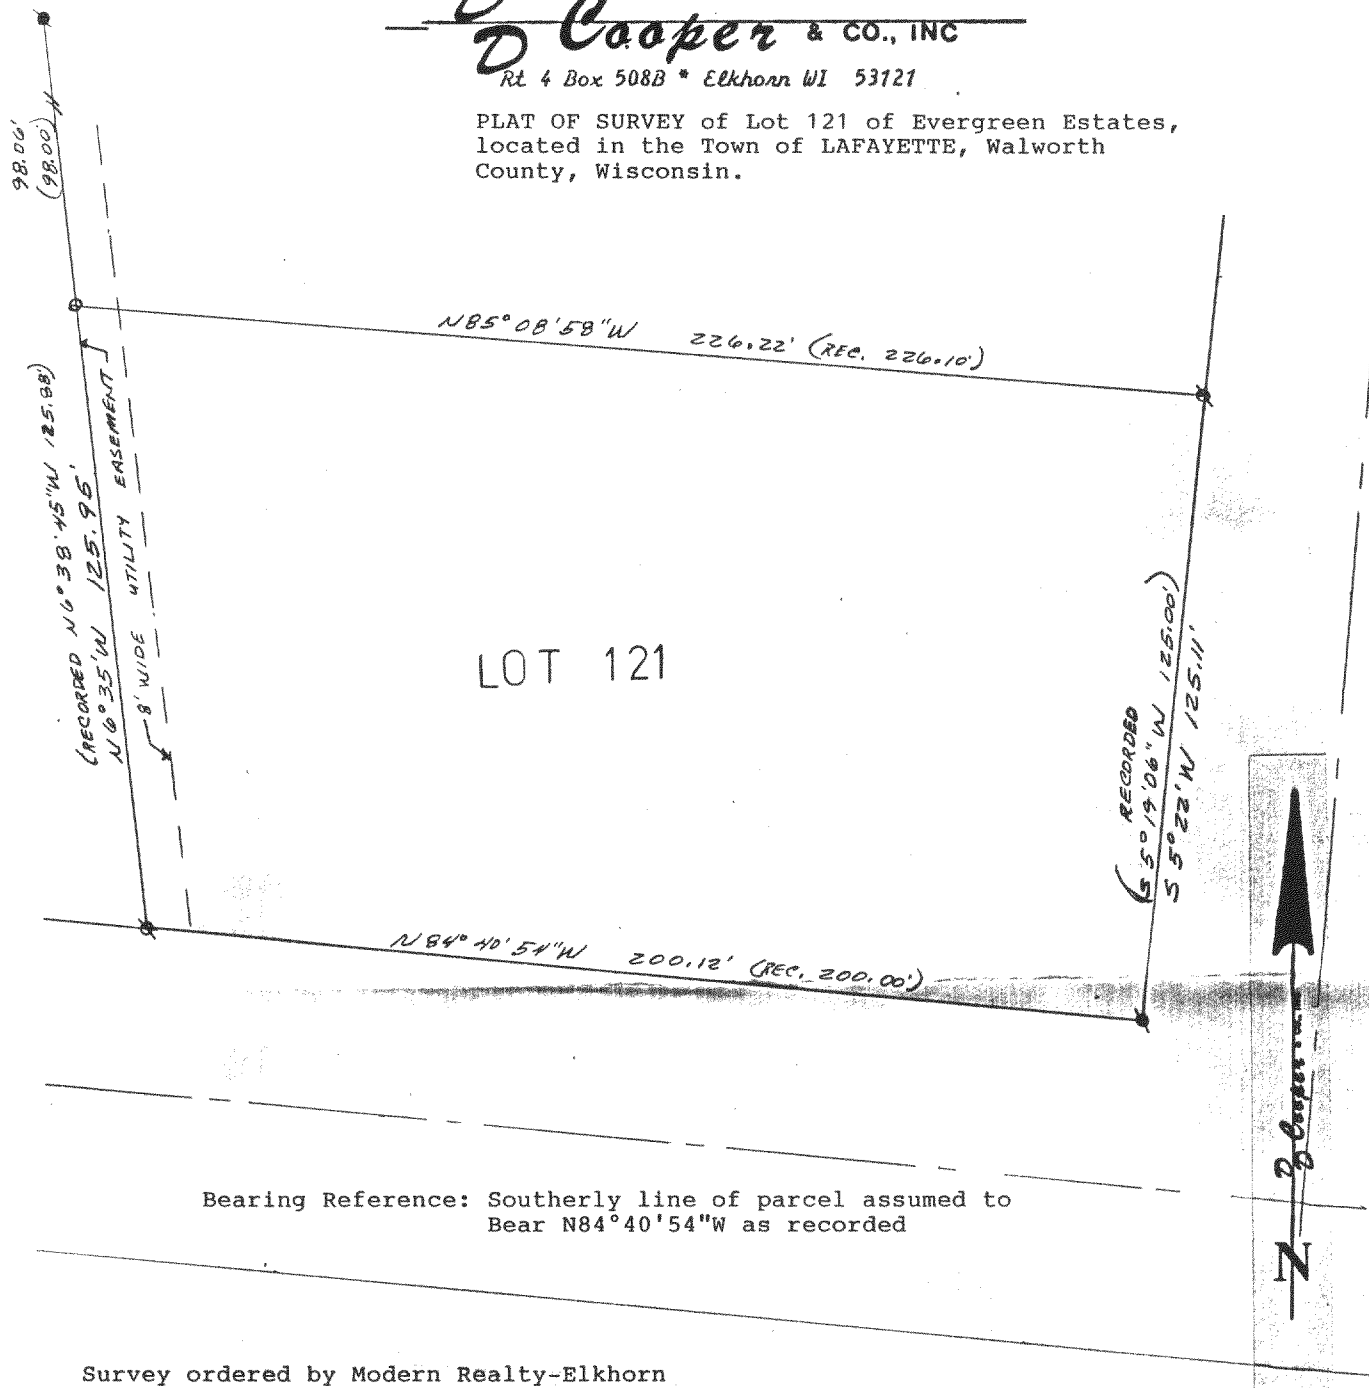 D Cooper & CO., INC
Rt 4 Box 508B * Elkhorn WI 53121
PLAT OF SURVEY of Lot 121 of Evergreen Estates,
located in the Town of LAFAYETTE, Walworth
County, Wisconsin.
98.06'
(98.00')
N85°08'58"W 226.22' (REC. 226.10')
(RECORDED N6°38'45"W 125.88')
N6°35'W 125.96'
8' WIDE UTILITY EASEMENT
LOT 121
RECORDED
(S5°19'06"W 125.00')
S5°22'W 125.11'
N84°40'54"W 200.12' (REC. 200.00')
Bearing Reference: Southerly line of parcel assumed to
Bear N84°40'54"W as recorded
D Cooper
N
Survey ordered by Modern Realty-Elkhorn